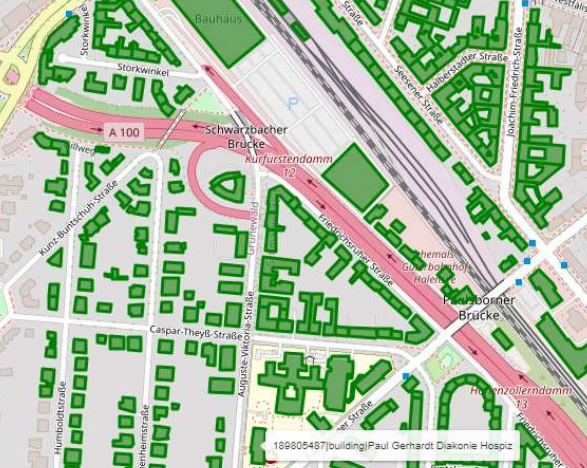 Bauhaus
Storkwinkel
Storkwinkel
Straße
Seesener Straße
Halberstädter Straße
Joachim-Friedrich-Straße
P
A 100
Schwarzbacher
Brücke
Kurfürstendamm
12
Kunz-Buntschuh-Straße
Grunewald
Friedrichsruher Straße
ehemals
Güterbahnhof
Halensee
Paulsborner
Brücke
Caspar-Theyß-Straße
Auguste-Viktoria-Straße
Humboldtstraße
Hohenzollerndamm
13
Friedrichsruher
189805487|building|Paul Gerhardt Diakonie Hospiz